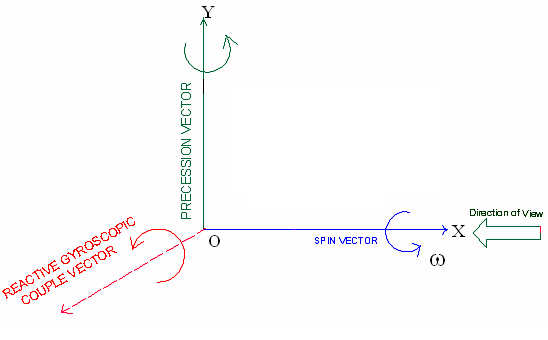 Y
PRECESSION VECTOR
Direction of View
X
O
SPIN VECTOR
ω
REACTIVE GYROSCOPIC
COUPLE VECTOR